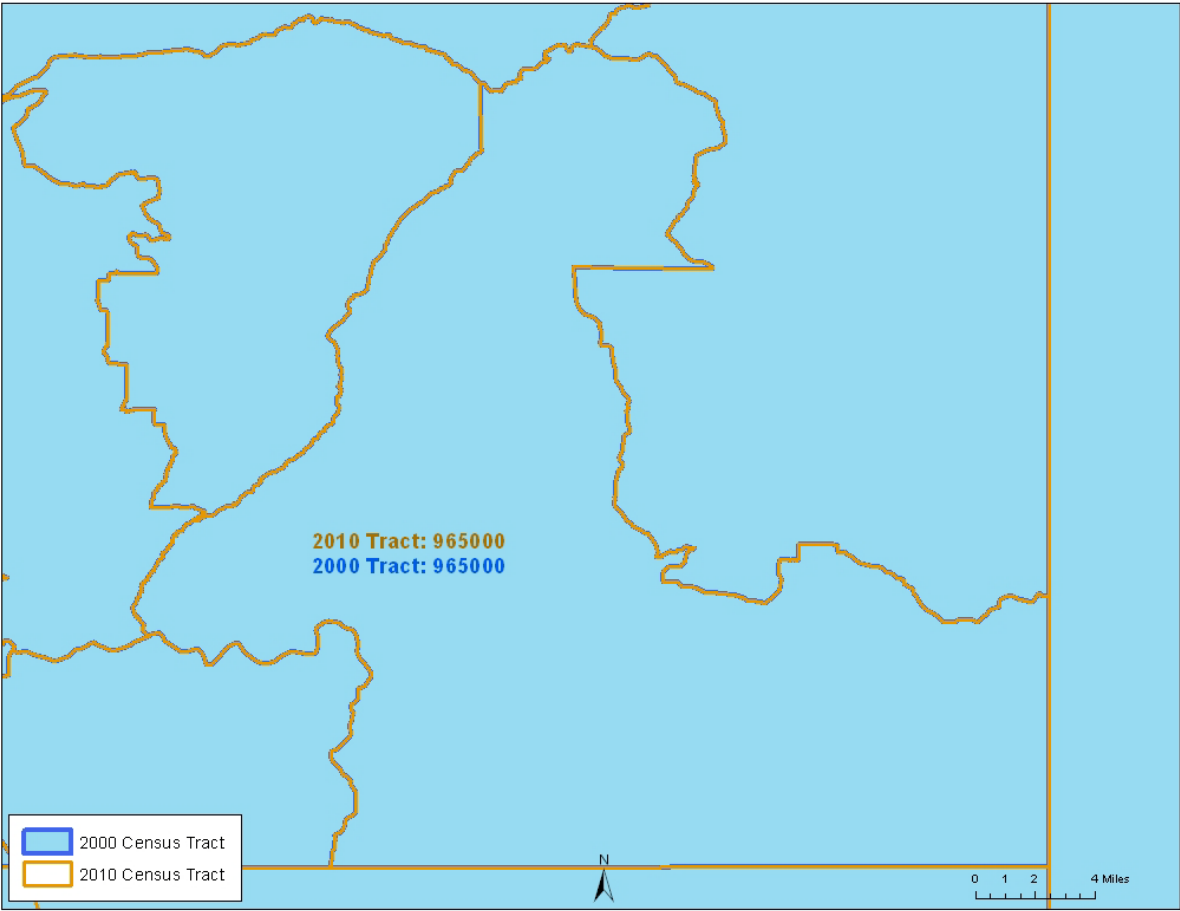 2010 Tract: 965000
2000 Tract: 965000
2000 Census Tract
2010 Census Tract
N
0 1 2 4 Miles